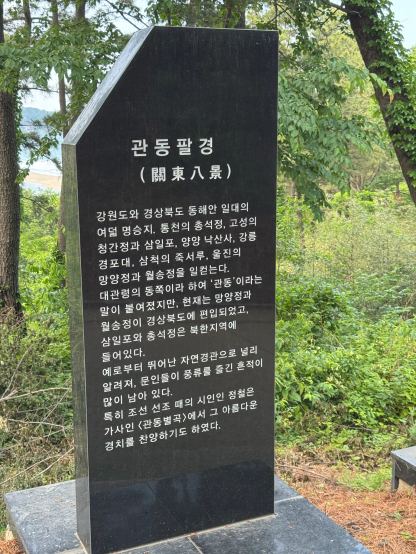 관동팔경
(關東八景)
강원도와 경상북도 동해안 일대의
여덟 명승지. 통천의 총석정, 고성의
청간정과 삼일포, 양양 낙산사, 강릉
경포대, 삼척의 죽서루, 울진의
망양정과 월송정을 일컫는다.
대관령의 동쪽이라 하여 '관동'이라는
말이 붙여졌지만, 현재는 망양정과
월송정이 경상북도에 편입되었고,
삼일포와 총석정은 북한지역에
들어있다.
예로부터 뛰어난 자연경관으로 널리
알려져, 문인들이 풍류를 즐긴 흔적이
많이 남아 있다.
특히 조선 선조 때의 시인인 정철은
가사인 <관동별곡>에서 그 아름다운
경치를 찬양하기도 하였다.